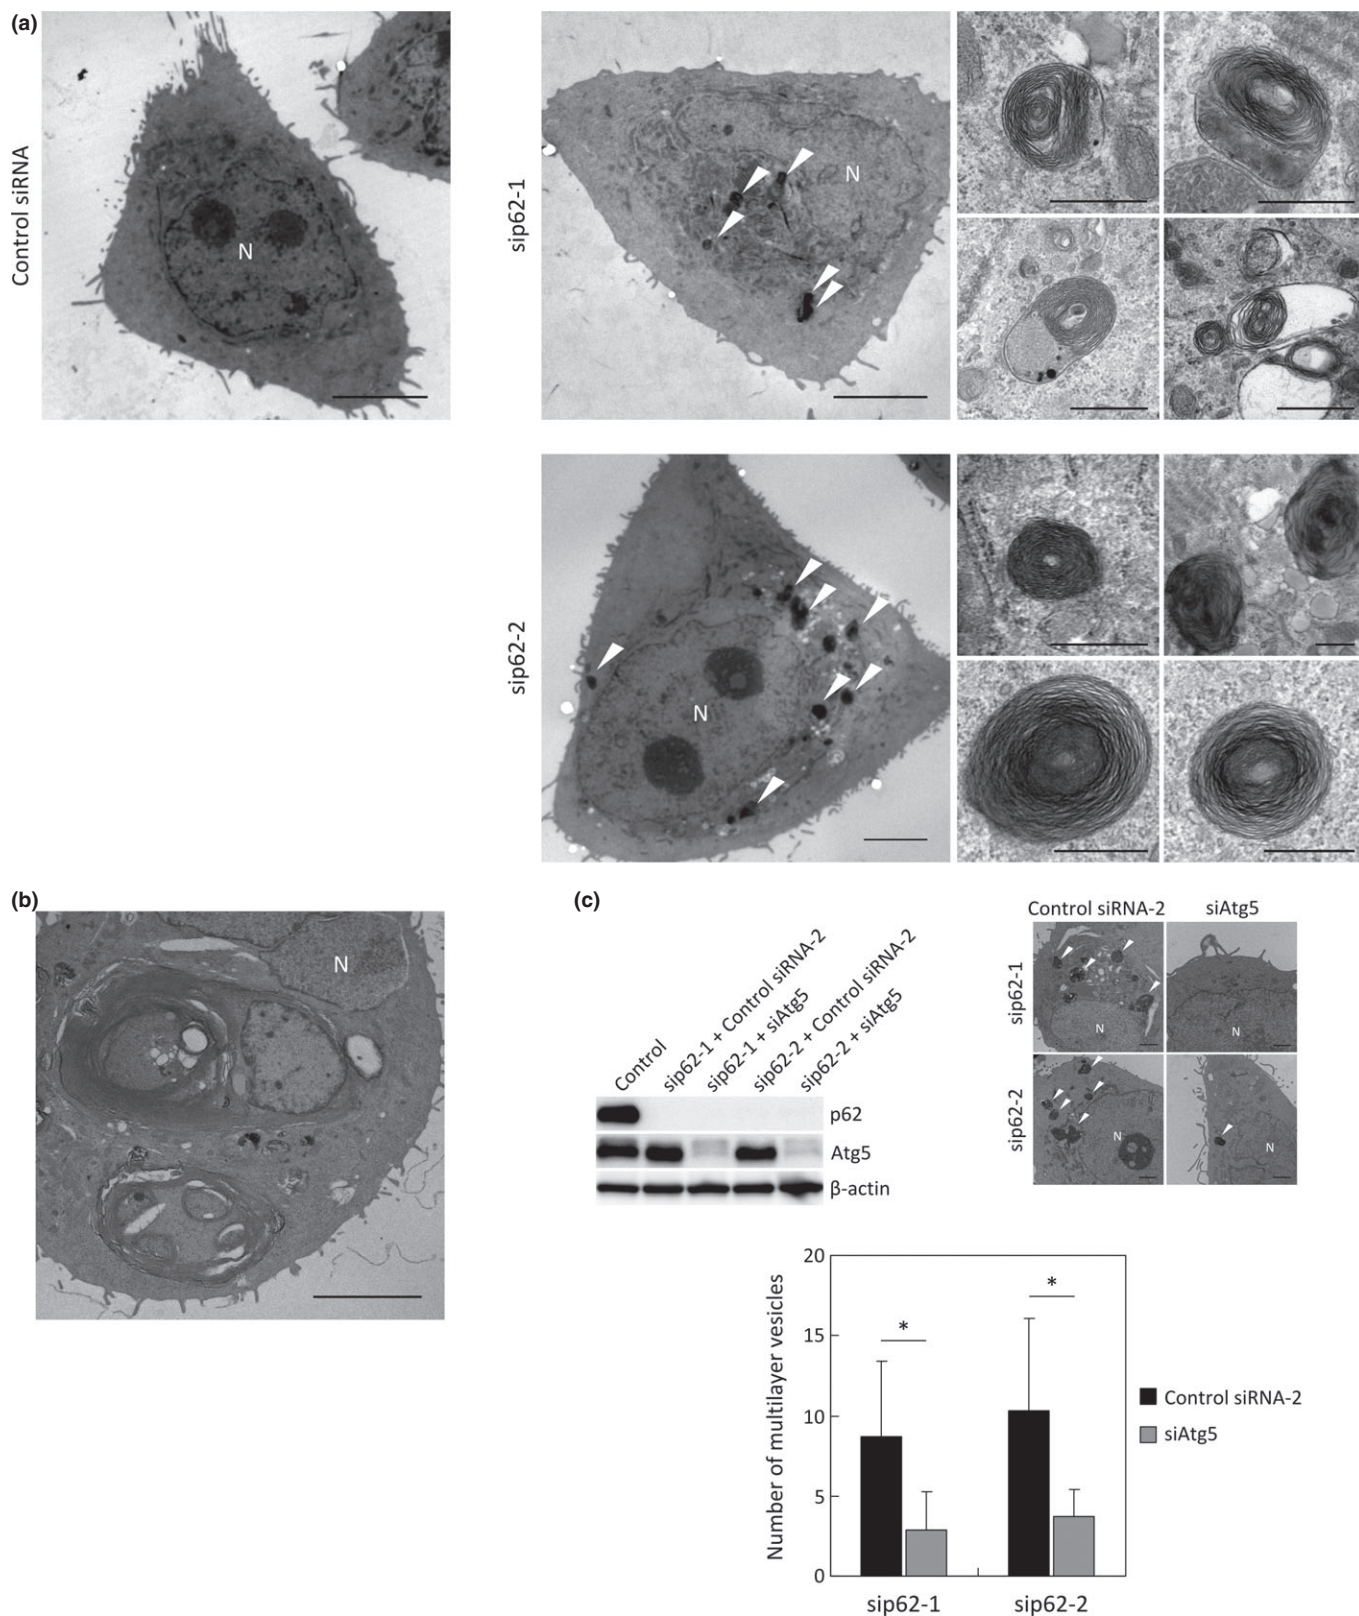 (a)
Control siRNA
N
sip62-1
N
sip62-2
N
(b)
N
(c)
Control
sip62-1 + Control siRNA-2
sip62-1 + siAtg5
sip62-2 + Control siRNA-2
sip62-2 + siAtg5
p62
Atg5
β-actin
Control siRNA-2 siAtg5
sip62-1
N N
sip62-2
N N
Number of multilayer vesicles
20
15
10
5
0
* *
sip62-1 sip62-2
Control siRNA-2
siAtg5